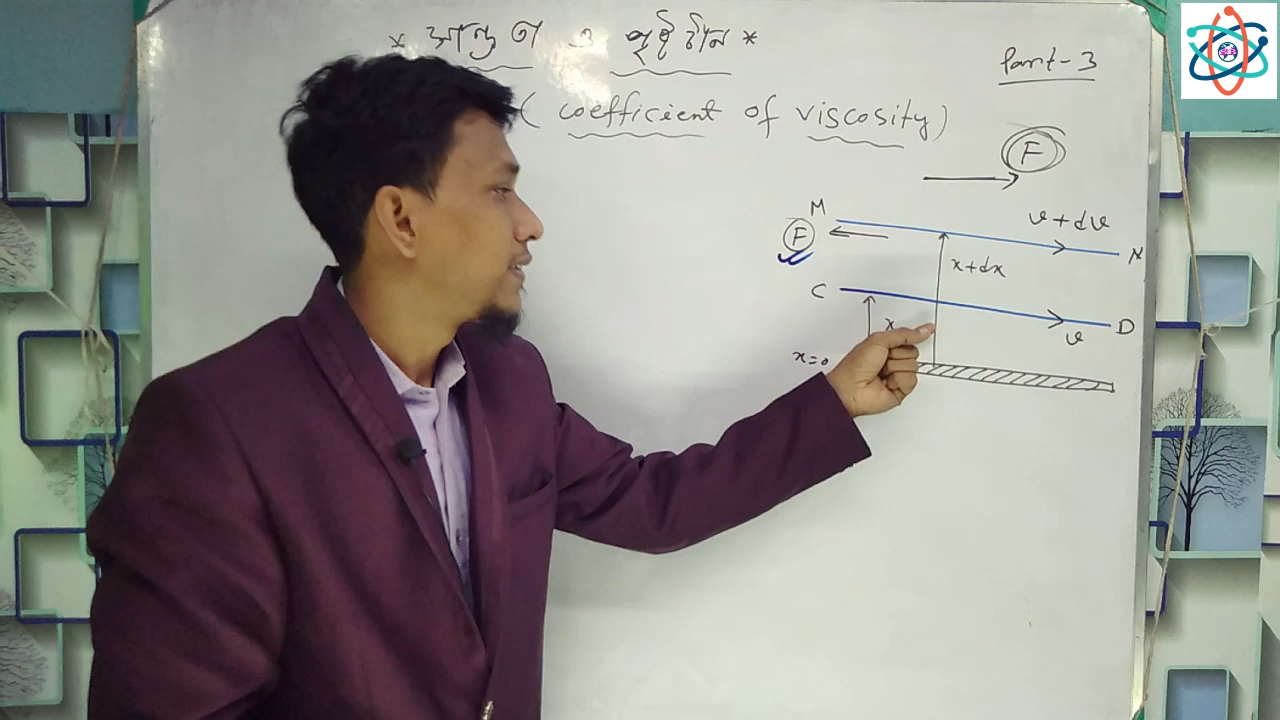 * সান্দ্রতা ও পৃষ্ঠটান *
Part-3
(coefficient of viscosity)
F
M
v+dv
F
N
x+dx
C
x
D
v
x=0